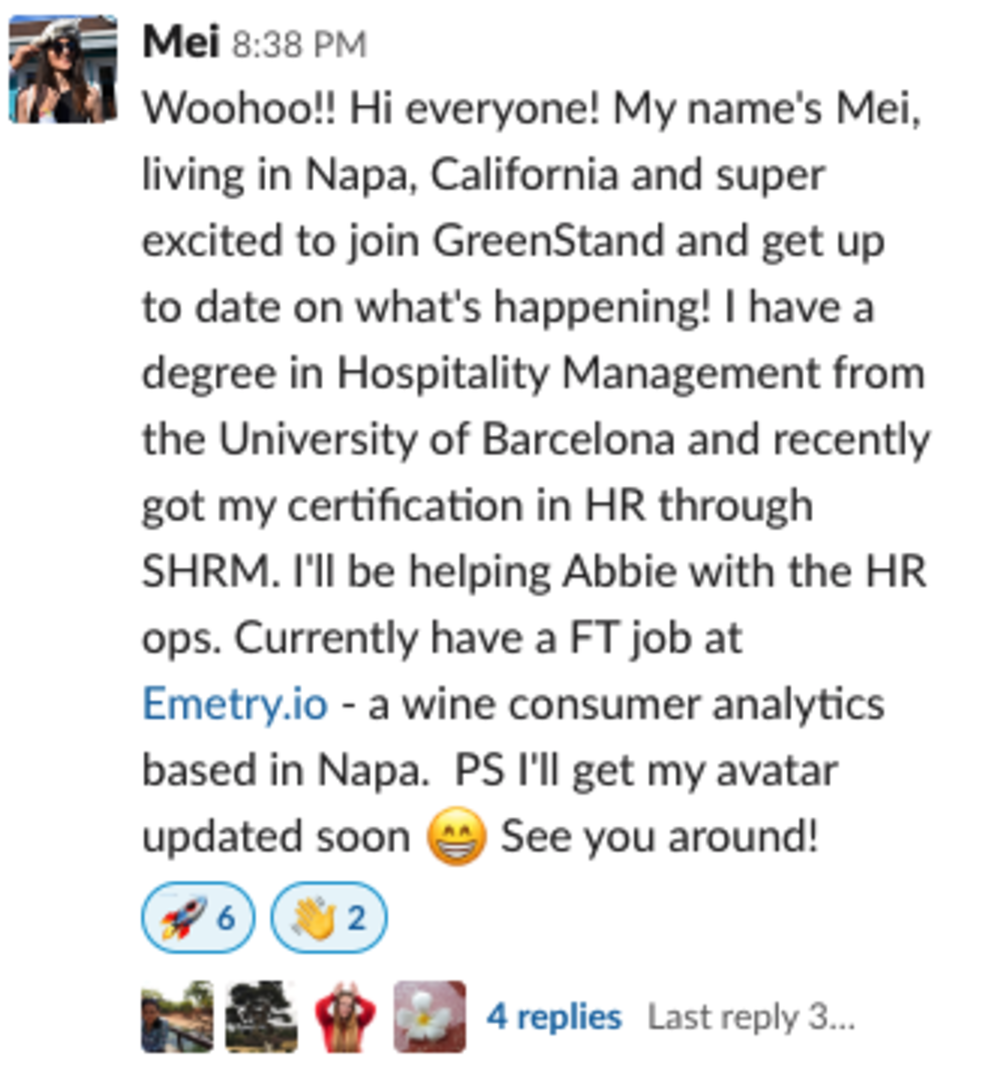 Mei 8:38 PM
Woohoo!! Hi everyone! My name's Mei,
living in Napa, California and super
excited to join GreenStand and get up
to date on what's happening! I have a
degree in Hospitality Management from
the University of Barcelona and recently
got my certification in HR through
SHRM. I'll be helping Abbie with the HR
ops. Currently have a FT job at
Emetry.io - a wine consumer analytics
based in Napa.  PS I'll get my avatar
updated soon 😁 See you around!
🚀 6 👋 2
4 replies Last reply 3...